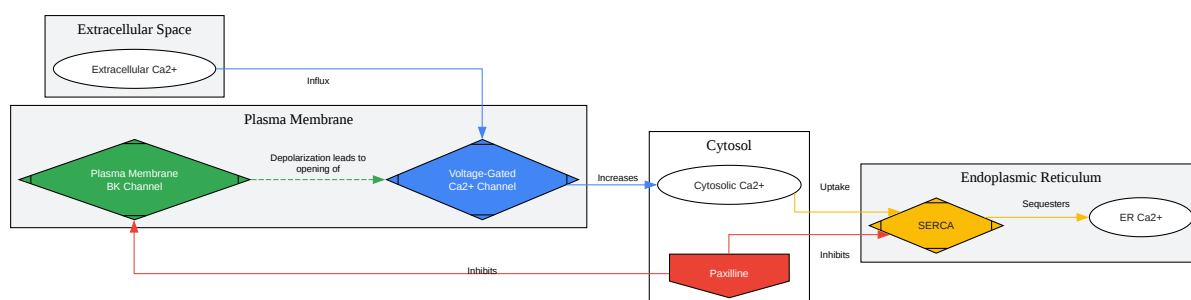 Extracellular Space
Extracellular Ca2+
Influx
Plasma Membrane
Plasma Membrane
BK Channel
Depolarization leads to
opening of
Voltage-Gated
Ca2+ Channel
Increases
Cytosol
Cytosolic Ca2+
Uptake
Endoplasmic Reticulum
SERCA
Sequesters
ER Ca2+
Inhibits
Paxilline
Inhibits